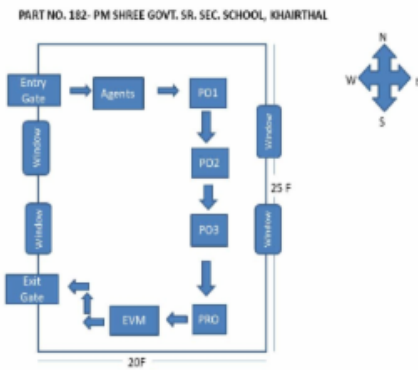 PART NO. 182- PM SHREE GOVT. SR. SEC. SCHOOL, KHAIRTHAL
N
W
S
Entry
Gate
Agents
PO1
Window
Window
PO2
25 F
Window
PO3
Window
Exit
Gate
EVM
PRO
20F